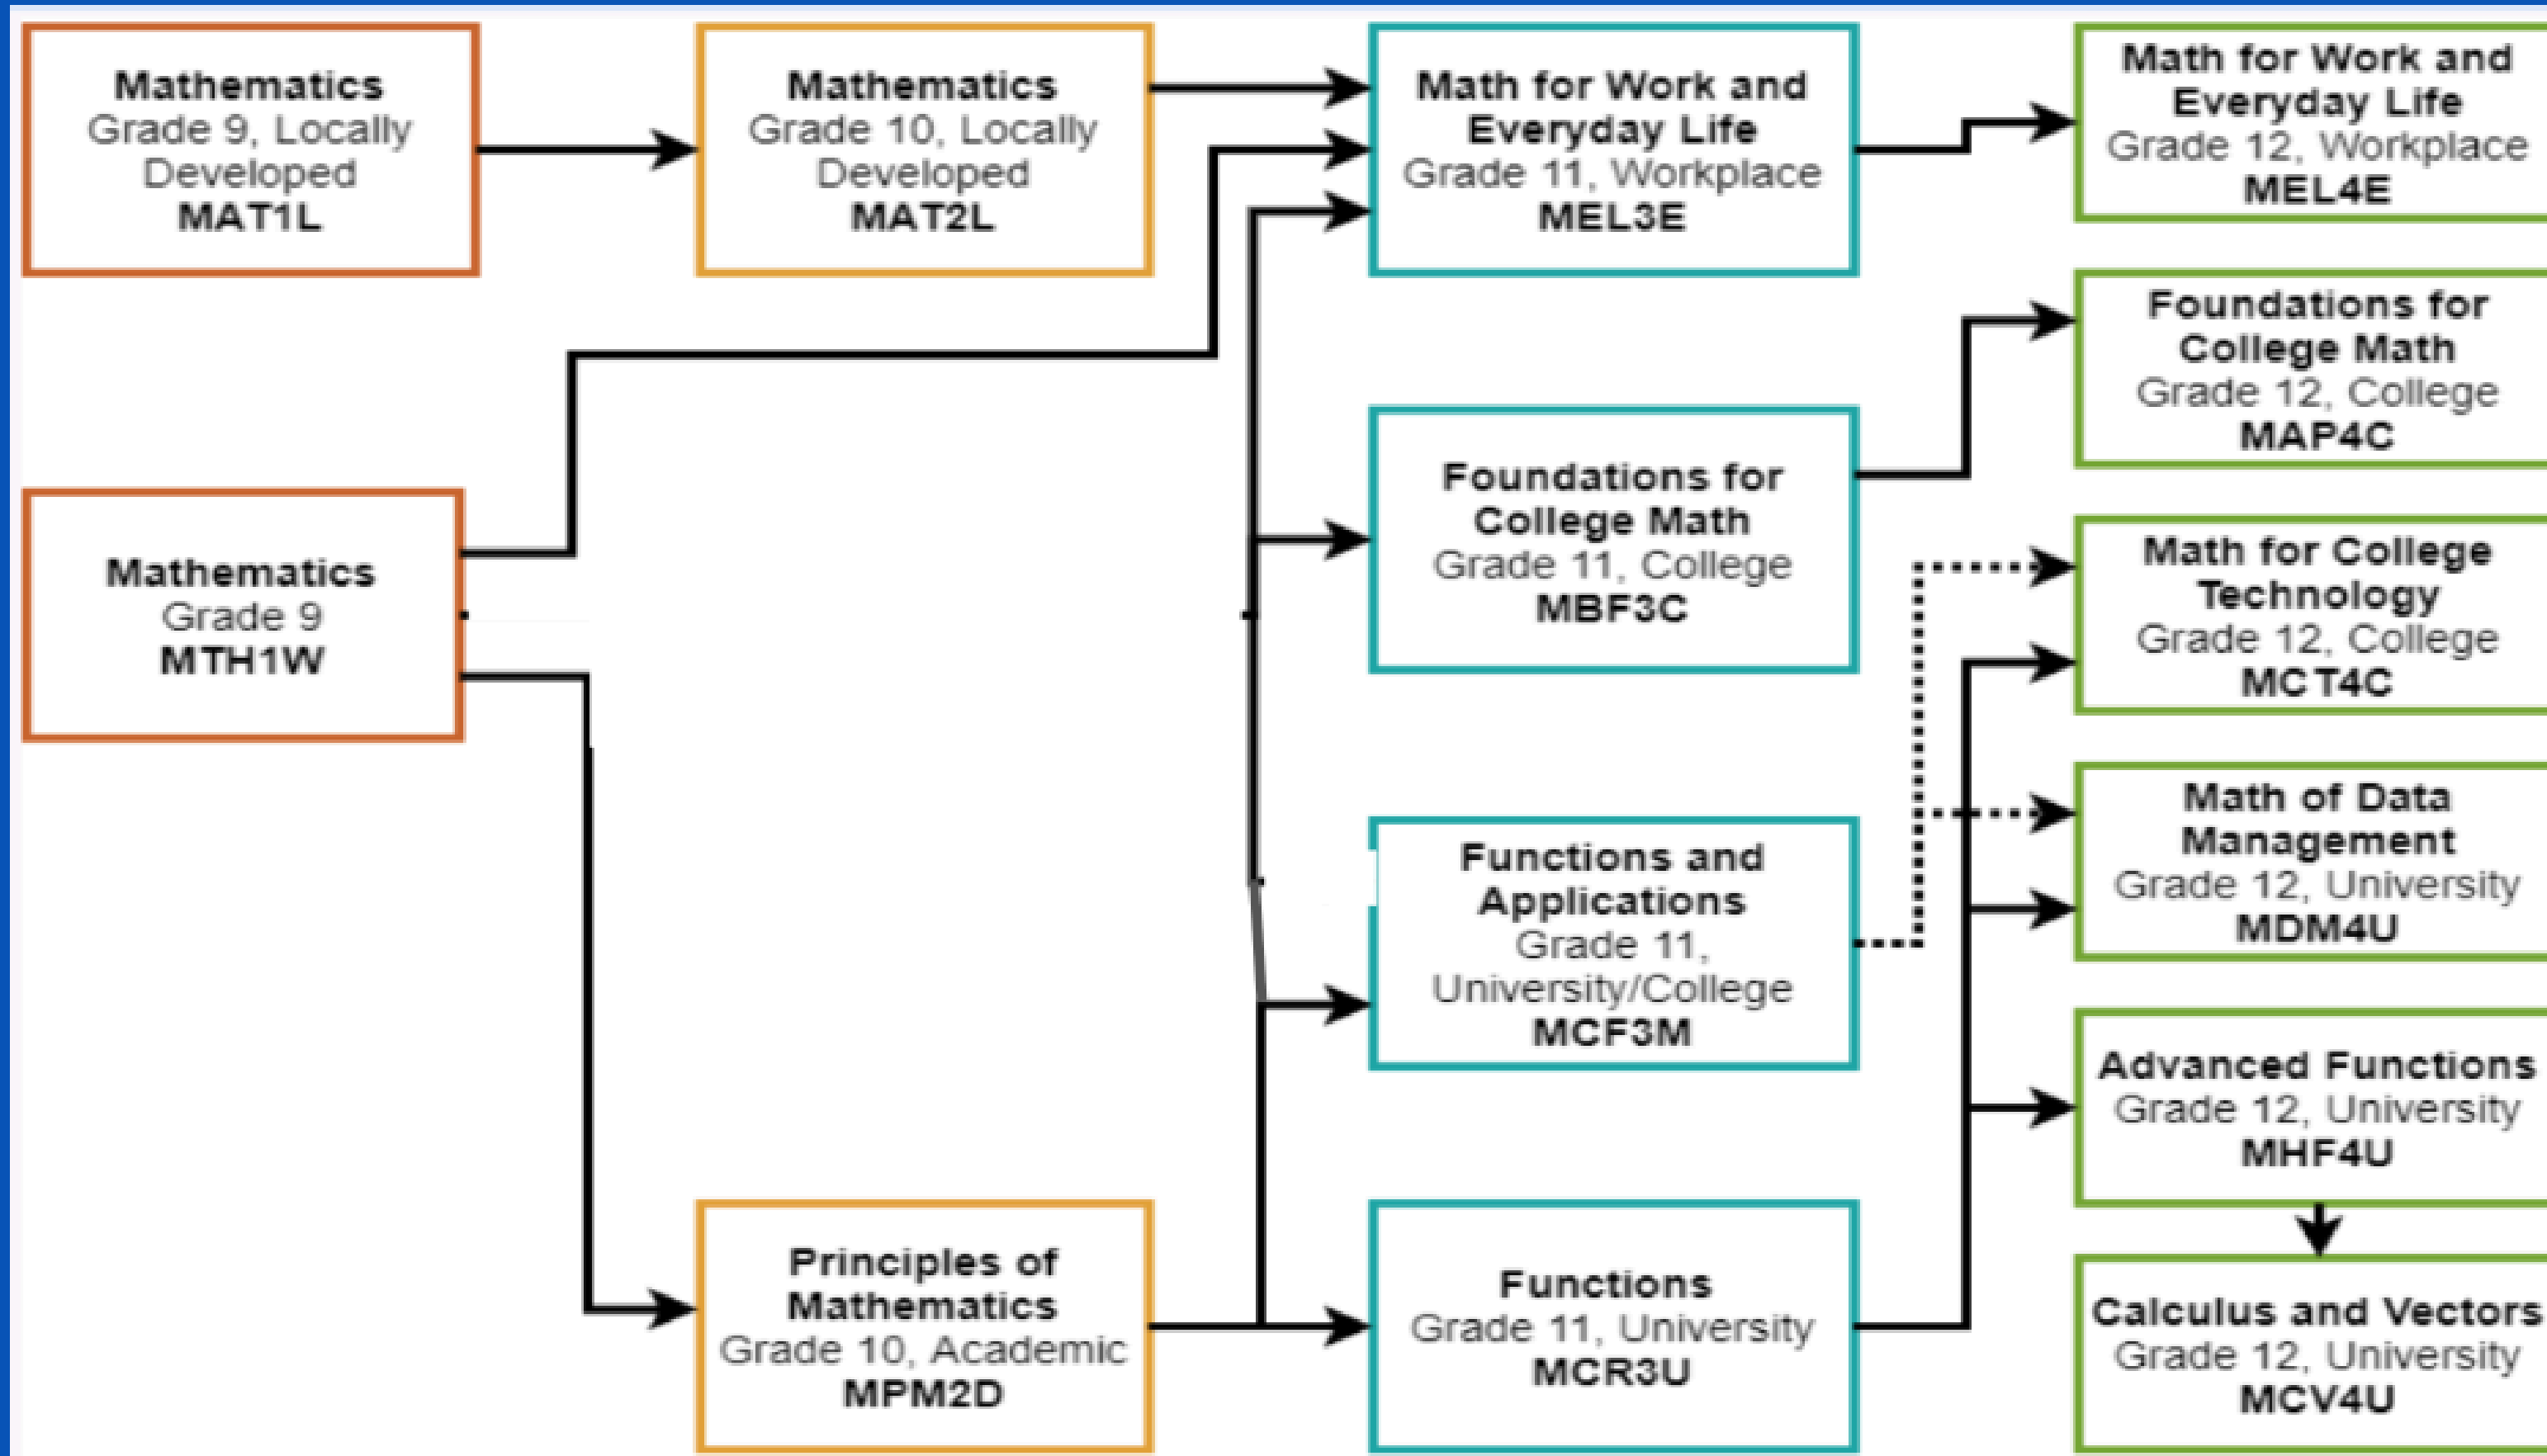 Mathematics
Grade 9, Locally
Developed
MAT1L
Mathematics
Grade 10, Locally
Developed
MAT2L
Math for Work and
Everyday Life
Grade 11, Workplace
MEL3E
Math for Work and
Everyday Life
Grade 12, Workplace
MEL4E
Foundations for
College Math
Grade 12, College
MAP4C
Mathematics
Grade 9
MTH1W
Foundations for
College Math
Grade 11, College
MBF3C
Math for College
Technology
Grade 12, College
MCT4C
Functions and
Applications
Grade 11,
University/College
MCF3M
Math of Data
Management
Grade 12, University
MDM4U
Advanced Functions
Grade 12, University
MHF4U
Principles of
Mathematics
Grade 10, Academic
MPM2D
Functions
Grade 11, University
MCR3U
Calculus and Vectors
Grade 12, University
MCV4U